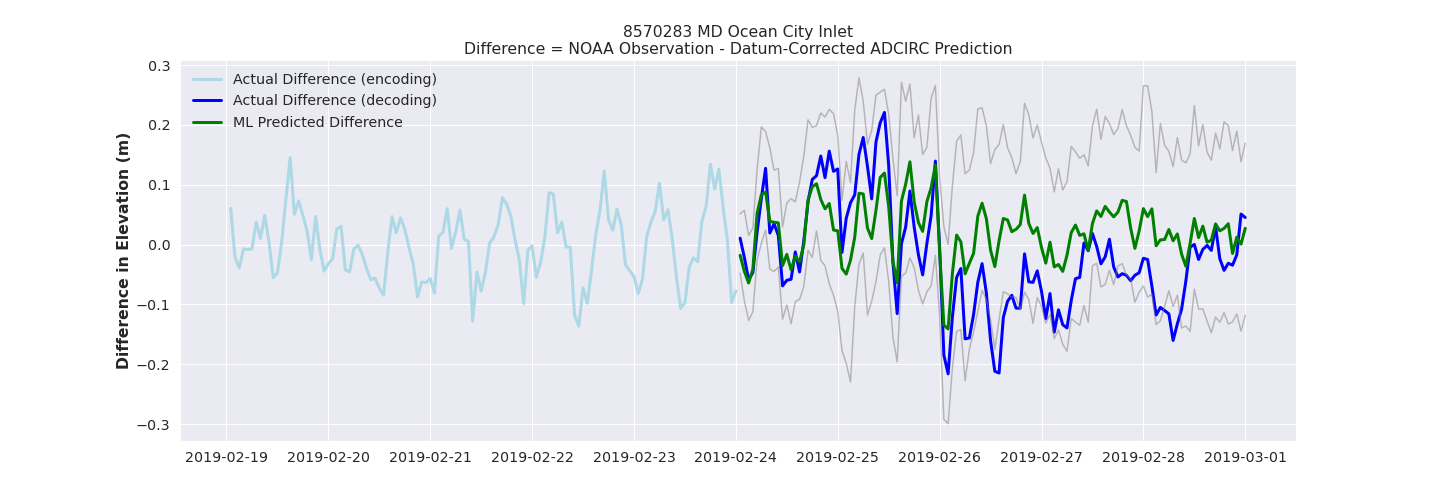 8570283 MD Ocean City Inlet
Difference = NOAA Observation - Datum-Corrected ADCIRC Prediction
Actual Difference (encoding)
Actual Difference (decoding)
ML Predicted Difference
Difference in Elevation (m)
0.3
0.2
0.1
0.0
−0.1
−0.2
−0.3
2019-02-19 2019-02-20 2019-02-21 2019-02-22 2019-02-23 2019-02-24 2019-02-25 2019-02-26 2019-02-27 2019-02-28 2019-03-01